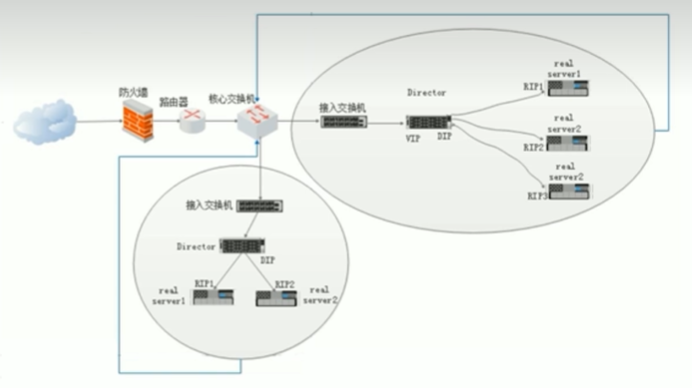 防火墙
路由器
核心交换机
接入交换机
Director
VIP
DIP
RIP1
real
server1
RIP2
real
server2
RIP3
real
server2
接入交换机
Director
DIP
real
server1
RIP1
RIP2
real
server2